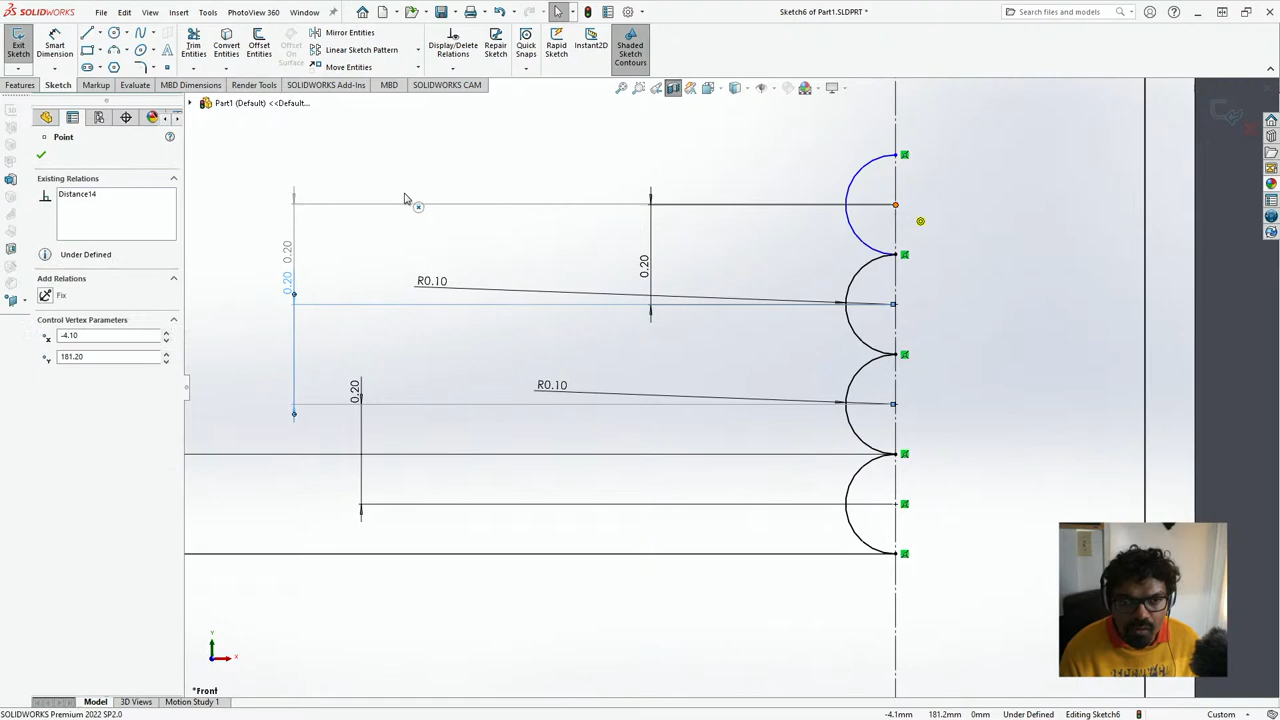 SOLIDWORKS
File
Edit
View
Insert
Tools
PhotoView 360
Window
Sketch6 of Part1.SLDPRT *
Search files and models
Exit Sketch
Smart Dimension
Trim Entities
Convert Entities
Offset Entities
Offset On Surface
Mirror Entities
Linear Sketch Pattern
Move Entities
Display/Delete Relations
Repair Sketch
Quick Snaps
Rapid Sketch
Instant2D
Shaded Sketch Contours
Features
Sketch
Markup
Evaluate
MBD Dimensions
Render Tools
SOLIDWORKS Add-Ins
MBD
SOLIDWORKS CAM
Part1 (Default) <<Default...
Point
Existing Relations
Distance14
Under Defined
Add Relations
Fix
Control Vertex Parameters
-4.10
181.20
0.20
0.20
0.20
R0.10
0.20
R0.10
Y
X
*Front
Model
3D Views
Motion Study 1
SOLIDWORKS Premium 2022 SP2.0
-4.1mm
181.2mm
0mm
Under Defined
Editing Sketch6
Custom